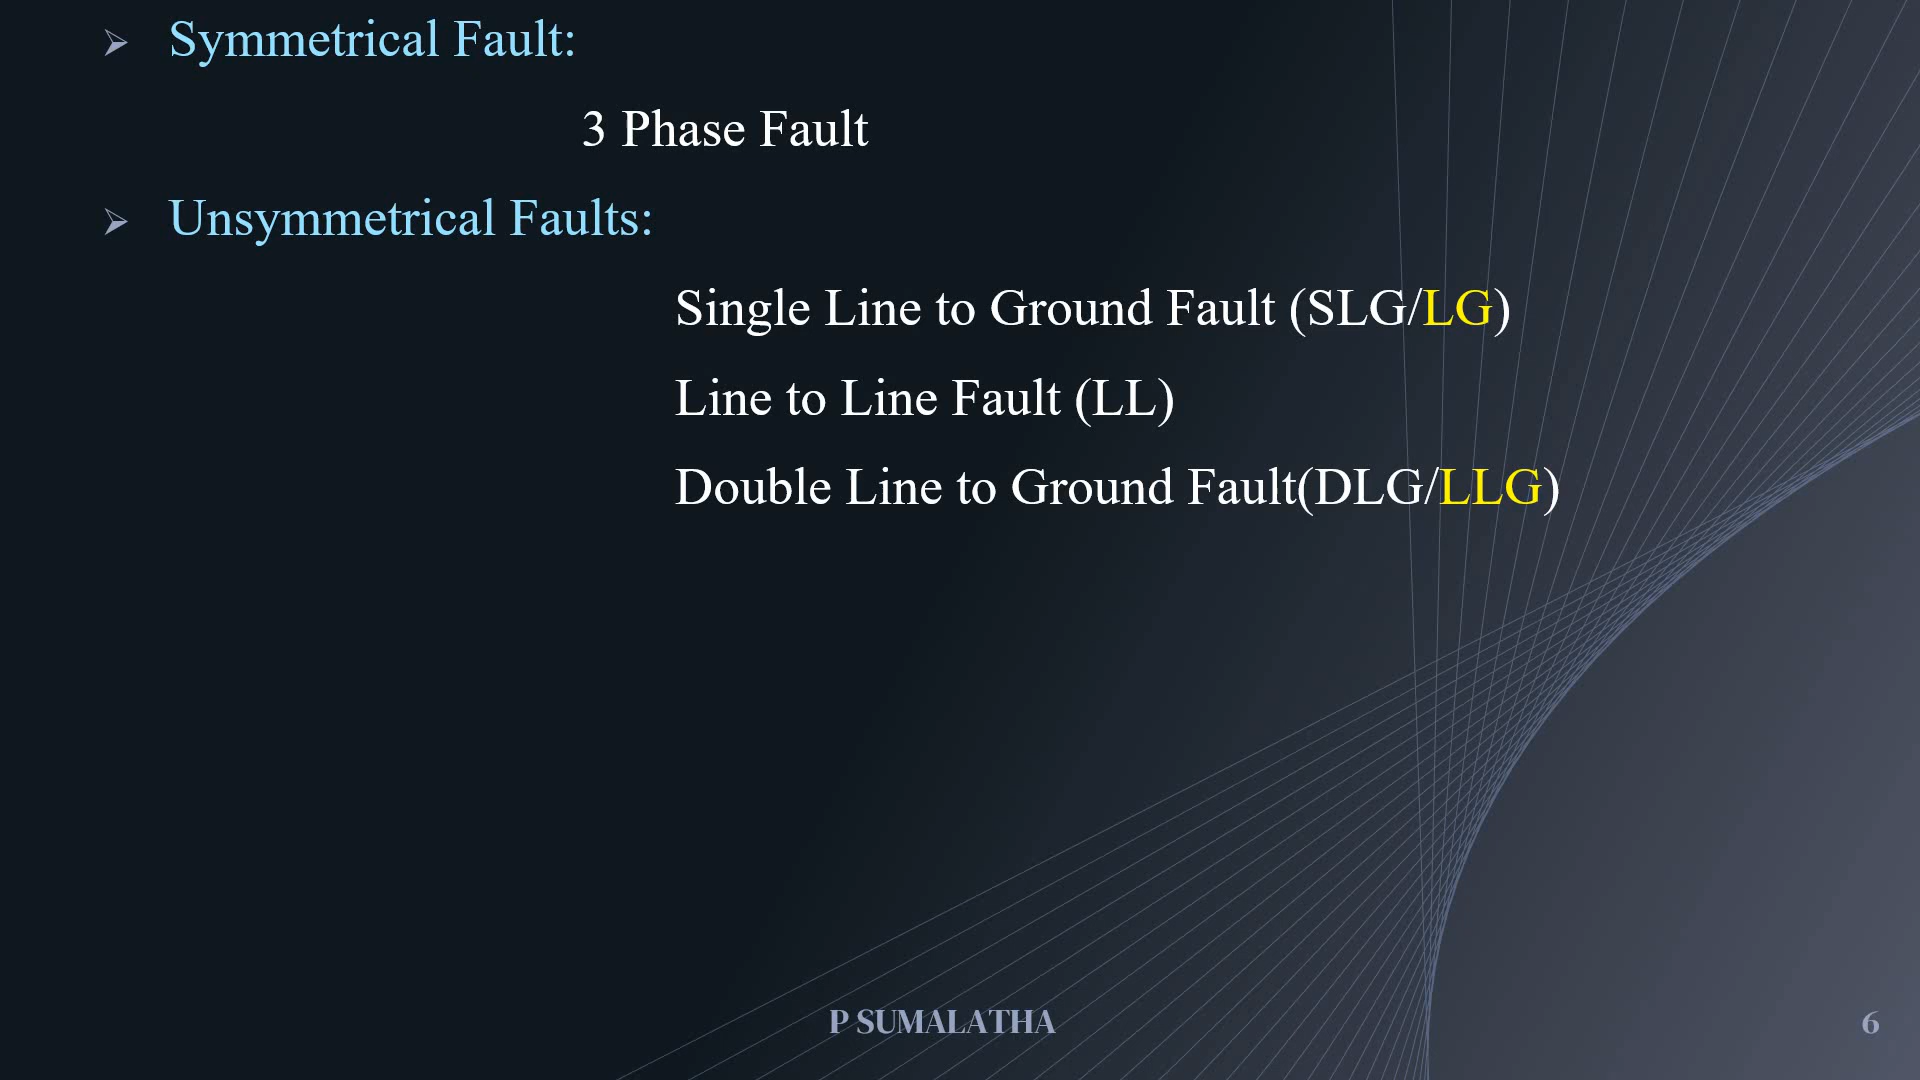 ➢ Symmetrical Fault:
3 Phase Fault
➢ Unsymmetrical Faults:
Single Line to Ground Fault (SLG/LG)
Line to Line Fault (LL)
Double Line to Ground Fault(DLG/LLG)
P SUMALATHA
6